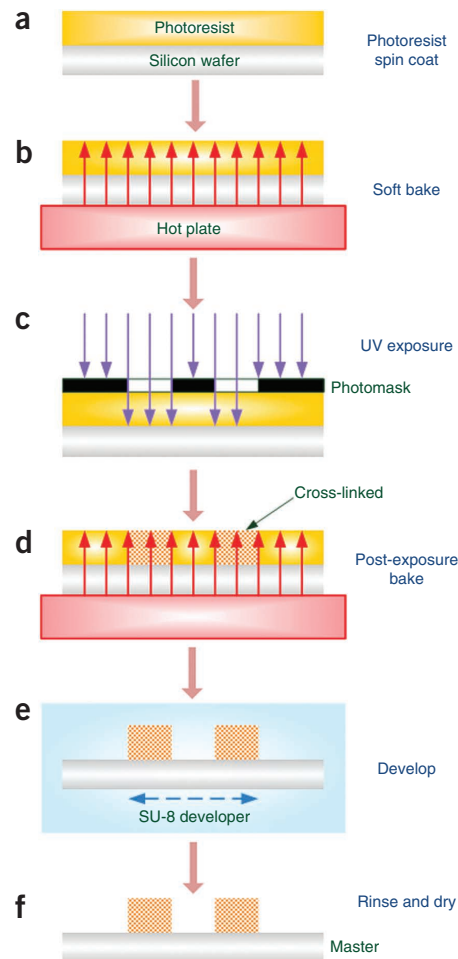 a
Photoresist
Silicon wafer
Photoresist
spin coat
b
Soft bake
Hot plate
c
UV exposure
Photomask
Cross-linked
d
Post-exposure
bake
e
Develop
SU-8 developer
f
Rinse and dry
Master